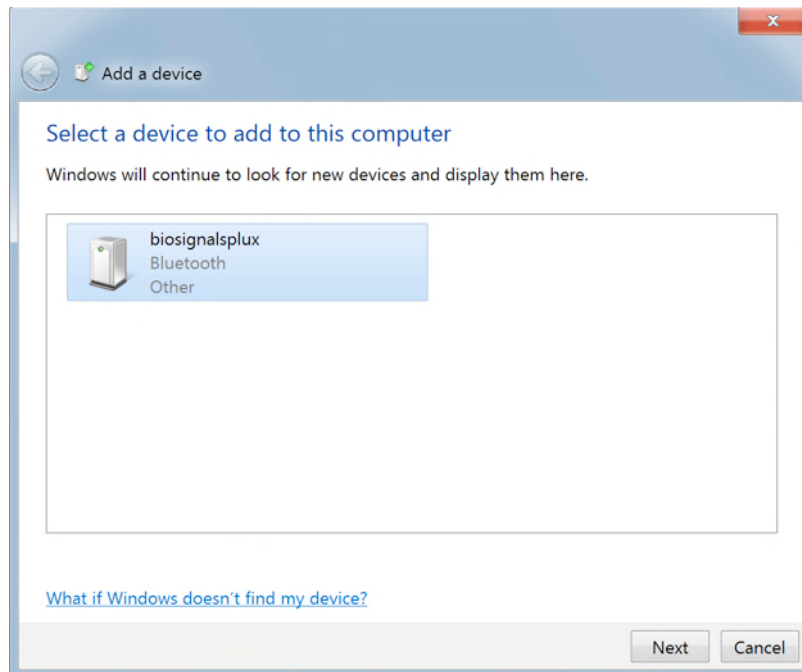 x
Add a device
Select a device to add to this computer
Windows will continue to look for new devices and display them here.
biosignalsplux
Bluetooth
Other
What if Windows doesn't find my device?
Next
Cancel